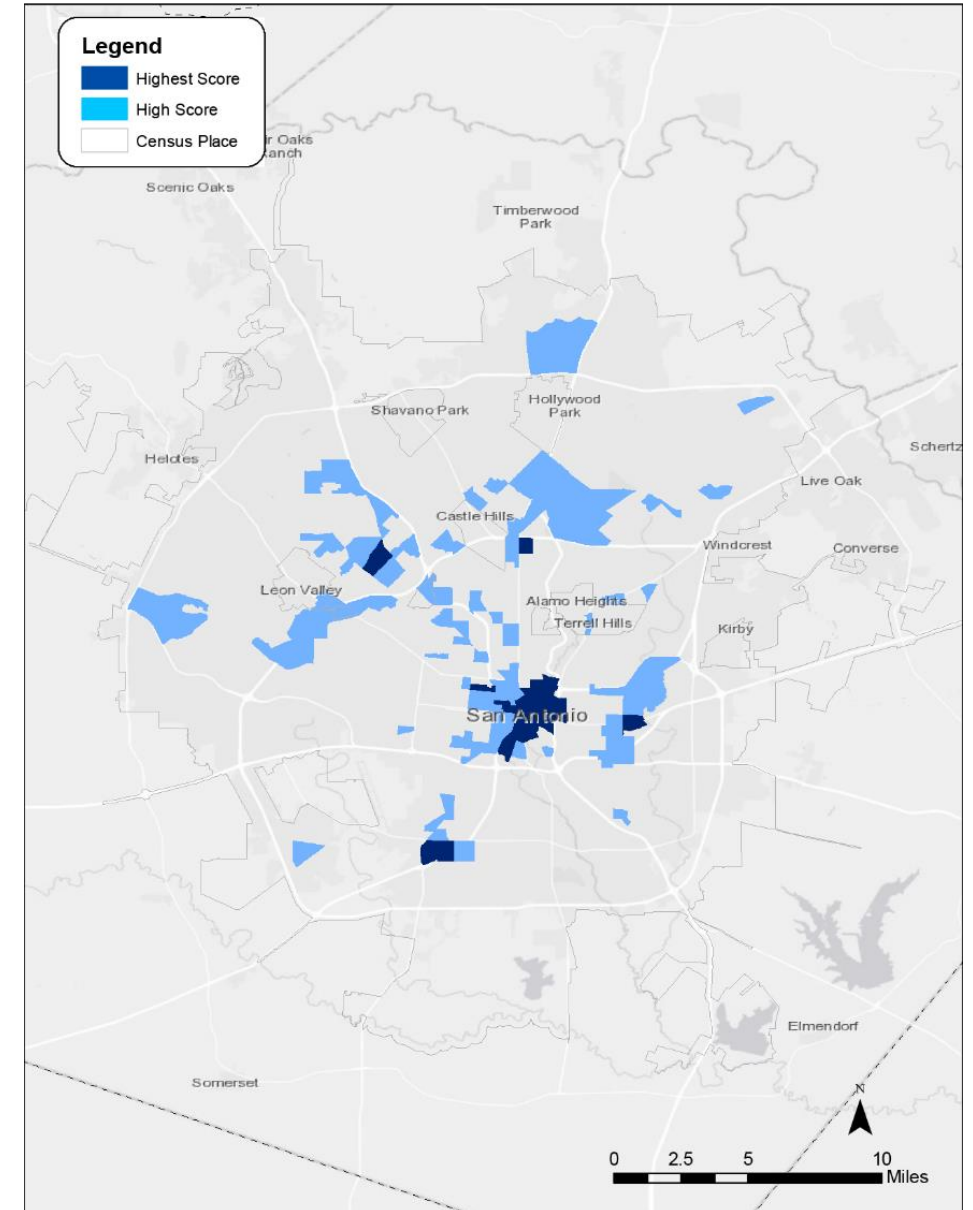 Legend
Highest Score
High Score
Census Place
ir Oaks
Ranch
Scenic Oaks
Timberwood
Park
Shavano Park
Hollywood
Park
Helotes
Schertz
Live Oak
Castle Hills
Windcrest
Converse
Leon Valley
Alamo Heights
Terrell Hills
Kirby
San Antonio
Elmendorf
Somerset
N
0 2.5 5 10
Miles